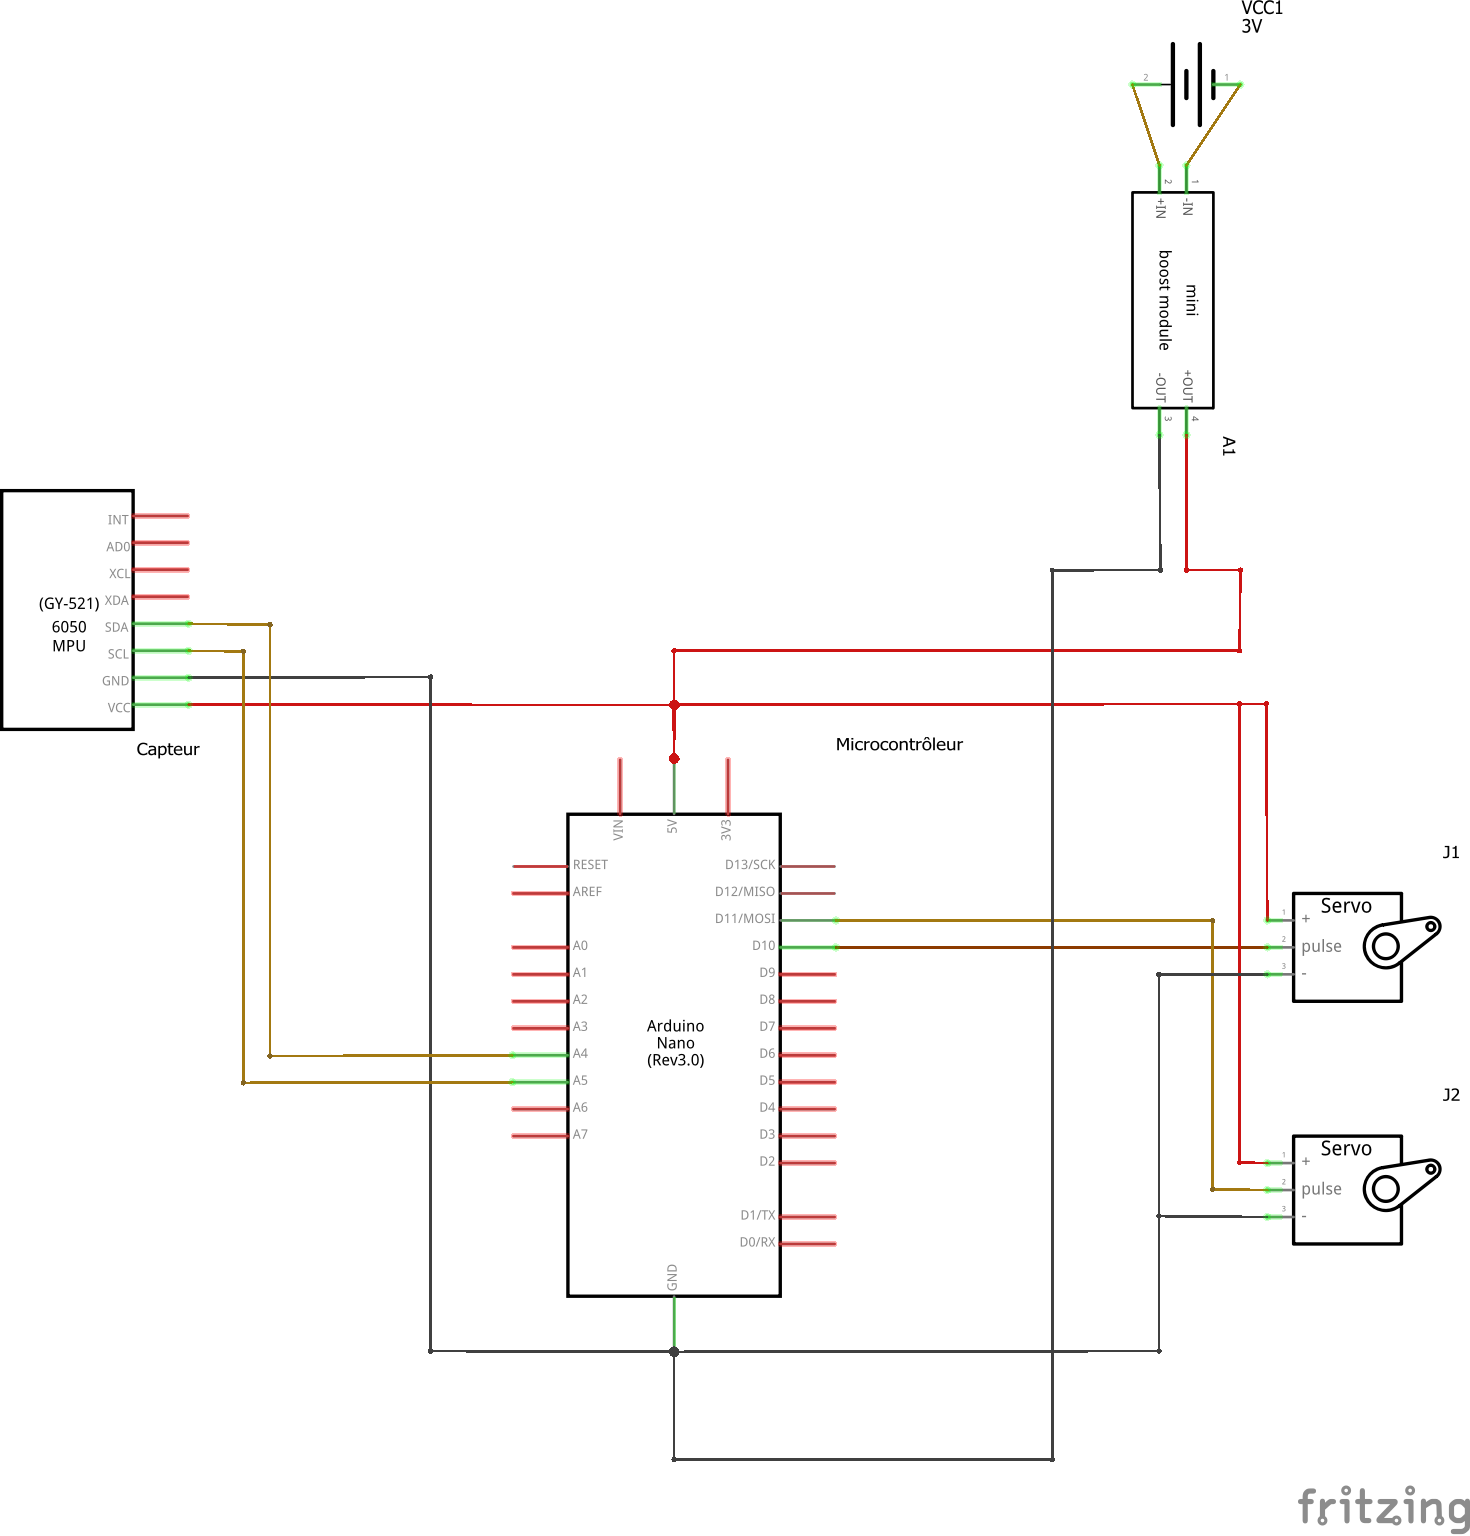 VCC1
3V
2
1
2
1
+IN
-IN
mini
boost module
-OUT
+OUT
3
4
A1
INT
AD0
XCL
XDA
SDA
SCL
GND
VCC
(GY-521)
6050
MPU
Capteur
Microcontrôleur
VIN
5V
3V3
RESET
AREF
A0
A1
A2
A3
A4
A5
A6
A7
D13/SCK
D12/MISO
D11/MOSI
D10
D9
D8
D7
D6
D5
D4
D3
D2
D1/TX
D0/RX
Arduino
Nano
(Rev3.0)
GND
J1
Servo
1
+
2
pulse
3
-
J2
Servo
1
+
2
pulse
3
-
fritzing